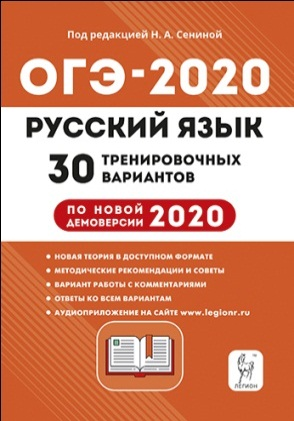 Под редакцией Н. А. Сениной
ОГЭ-2020
РУССКИЙ ЯЗЫК
30 ТРЕНИРОВОЧНЫХ
ВАРИАНТОВ
ПО НОВОЙ
ДЕМОВЕРСИИ 2020
• НОВАЯ ТЕОРИЯ В ДОСТУПНОМ ФОРМАТЕ
• МЕТОДИЧЕСКИЕ РЕКОМЕНДАЦИИ И СОВЕТЫ
• ВАРИАНТ РАБОТЫ С КОММЕНТАРИЯМИ
• ОТВЕТЫ КО ВСЕМ ВАРИАНТАМ
• АУДИОПРИЛОЖЕНИЕ НА САЙТЕ www.legionr.ru
ЛЕГИОН